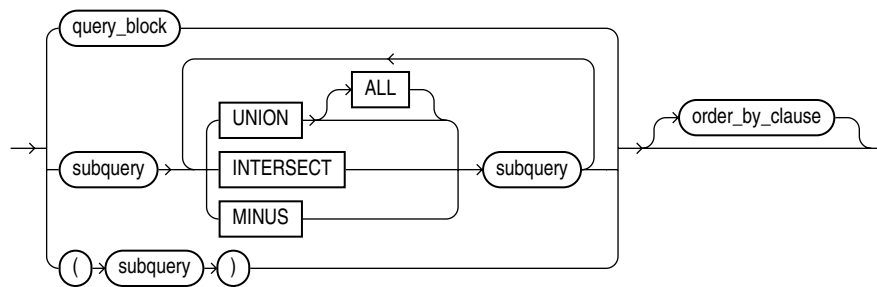 query_block
ALL
UNION
order_by_clause
subquery
INTERSECT
subquery
MINUS
( subquery )